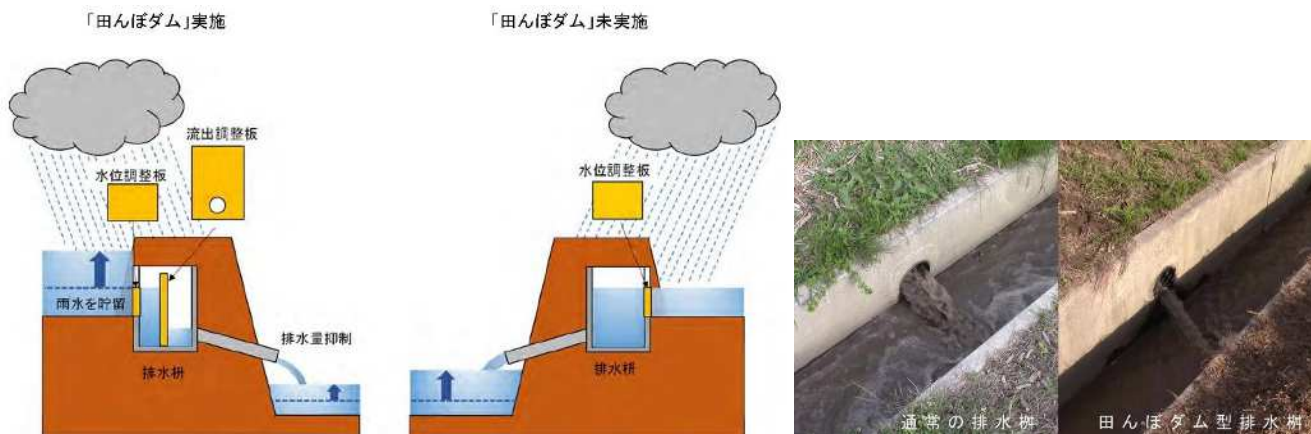 「田んぼダム」実施
「田んぼダム」未実施
流出調整板
水位調整板
雨水を貯留
排水量抑制
排水枡
水位調整板
排水枡
通常の排水桝
田んぼダム型排水桝